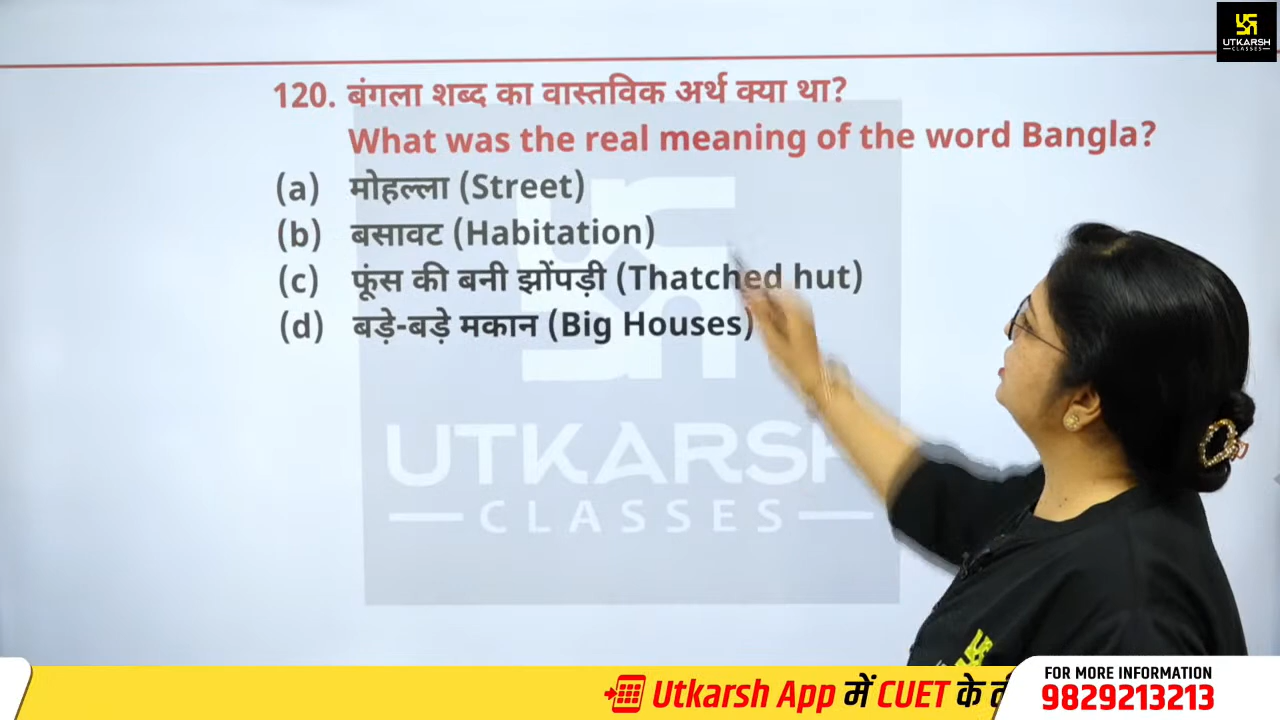 UTKARSH
CLASSES
120. बंगला शब्द का वास्तविक अर्थ क्या था?
What was the real meaning of the word Bangla?
(a) मोहल्ला (Street)
(b) बसावट (Habitation)
(c) फूंस की बनी झोंपड़ी (Thatched hut)
(d) बड़े-बड़े मकान (Big Houses)
UTKARSH
CLASSES
Utkarsh App में CUET के
FOR MORE INFORMATION
9829213213